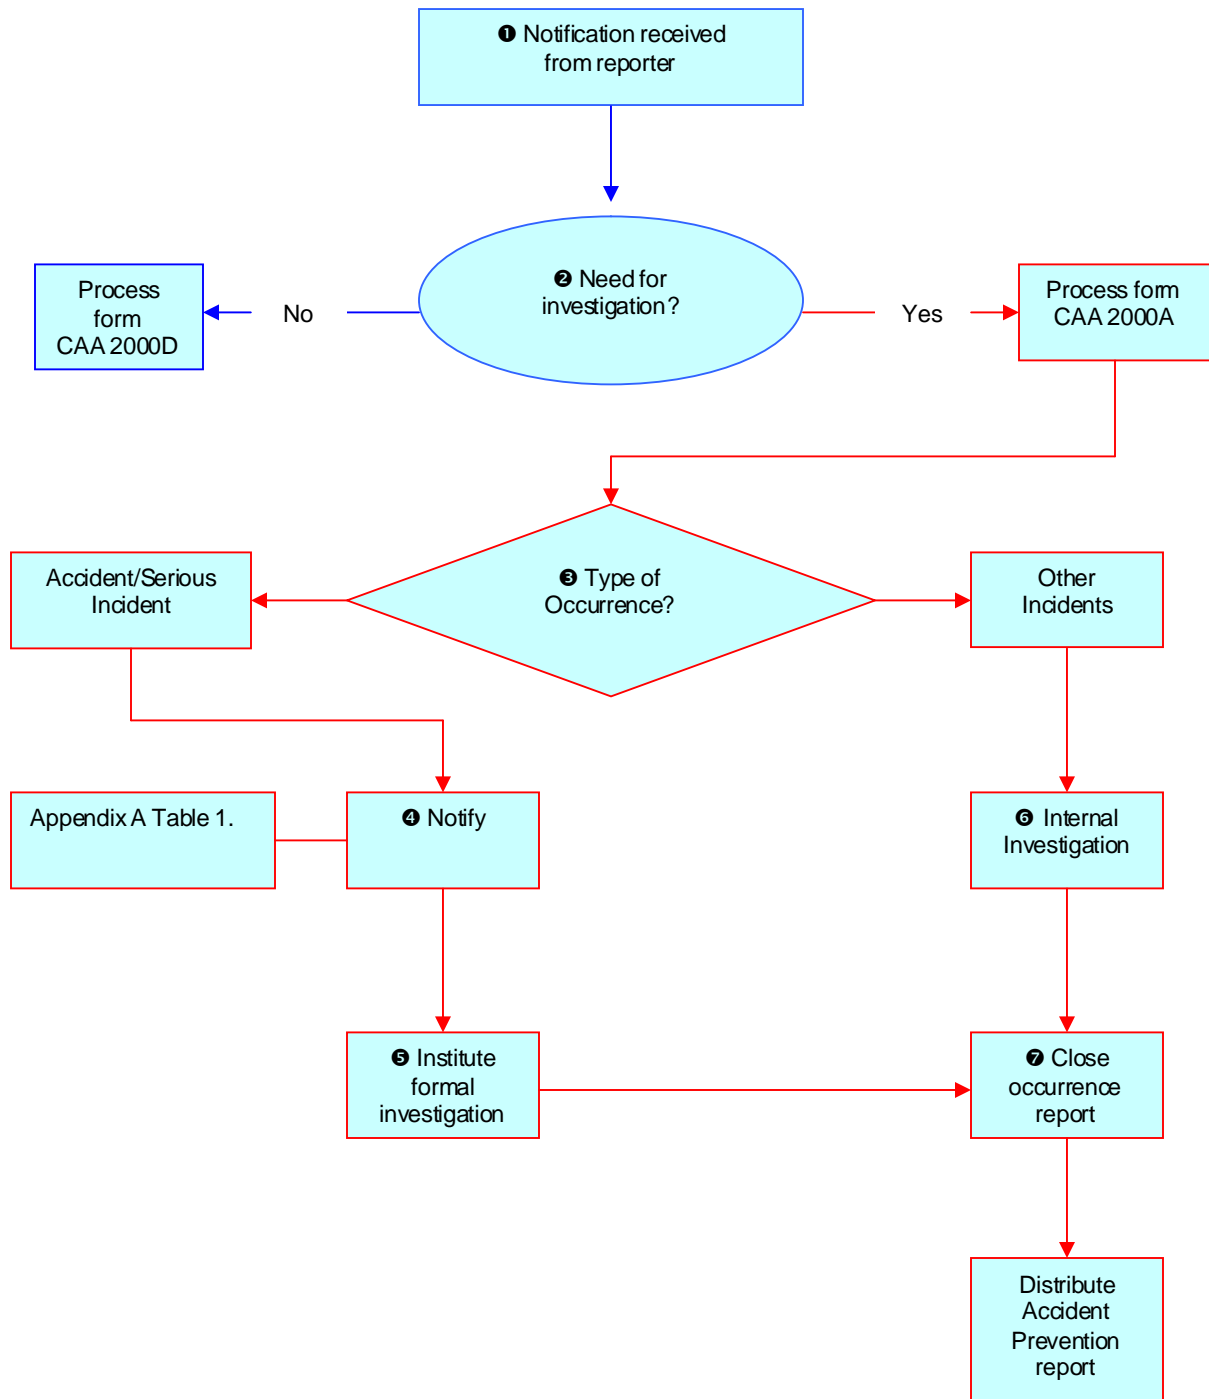 ❶ Notification received
from reporter
❷ Need for
investigation?
No
Yes
Process
form
CAA 2000D
Process form
CAA 2000A
❸ Type of
Occurrence?
Accident/Serious
Incident
Other
Incidents
Appendix A Table 1.
❹ Notify
❻ Internal
Investigation
❺ Institute
formal
investigation
❼ Close
occurrence
report
Distribute
Accident
Prevention
report